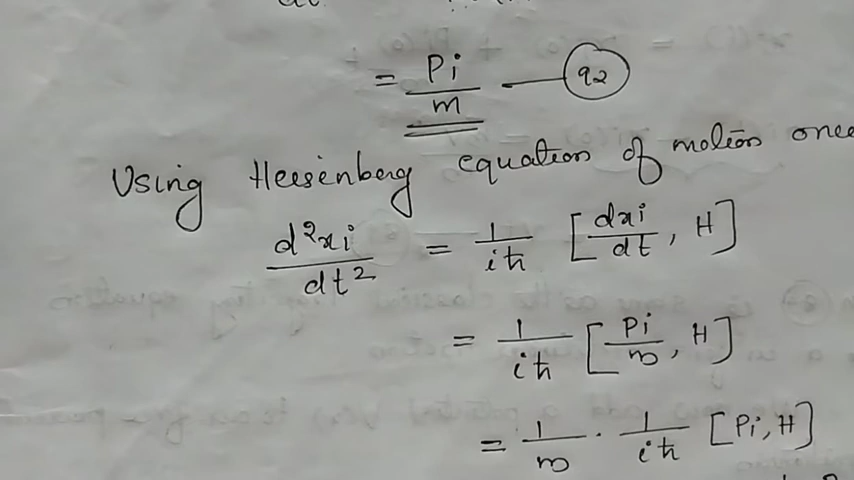 = Pi/m — 92
Using Heisenberg equation of motion once
d²xi/dt² = 1/iħ [dxi/dt, H]
= 1/iħ [Pi/m, H]
= 1/m · 1/iħ [Pi, H]